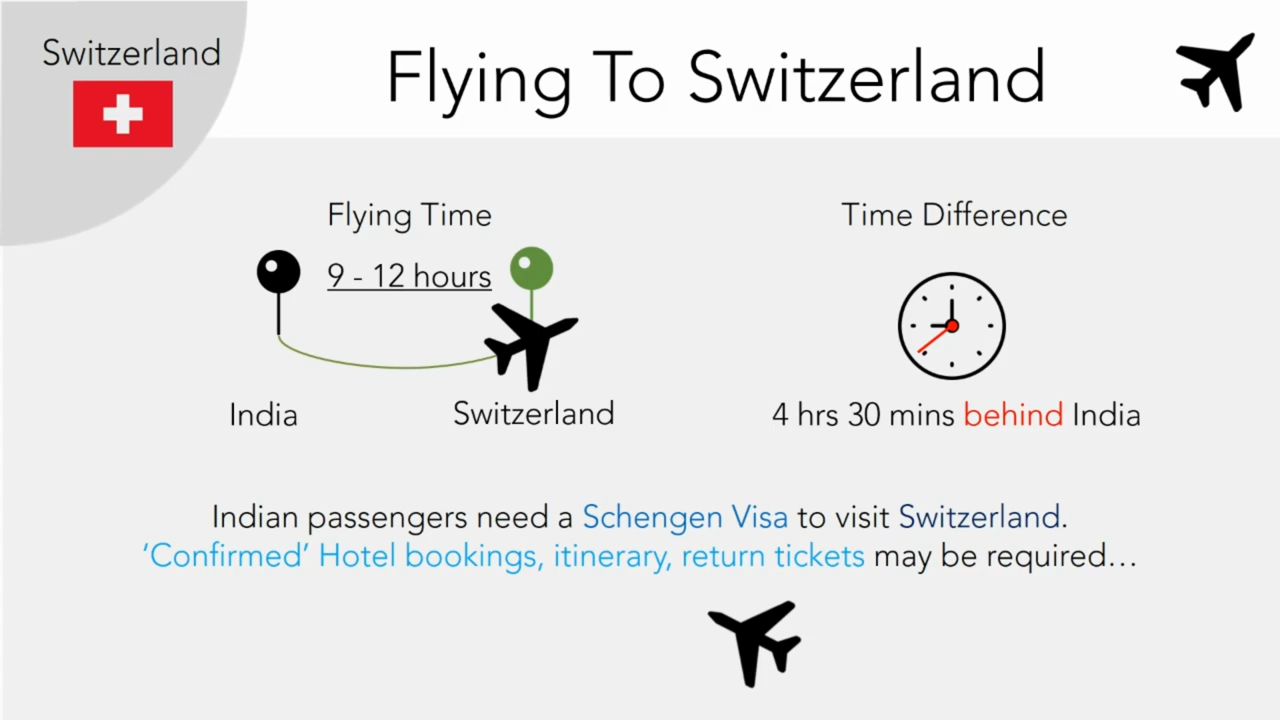 Switzerland
Flying To Switzerland
Flying Time
9 - 12 hours
India
Switzerland
Time Difference
4 hrs 30 mins behind India
Indian passengers need a Schengen Visa to visit Switzerland.
‘Confirmed’ Hotel bookings, itinerary, return tickets may be required…